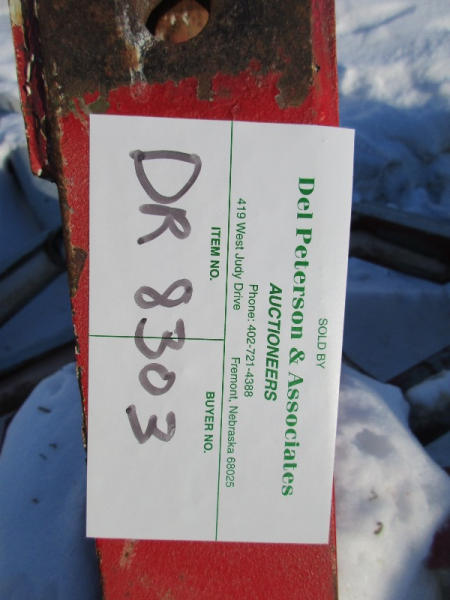 SOLD BY
Del Peterson & Associates
AUCTIONEERS
Phone: 402-721-4388
419 West Judy Drive Fremont, Nebraska 68025
ITEM NO. BUYER NO.
DR 8303